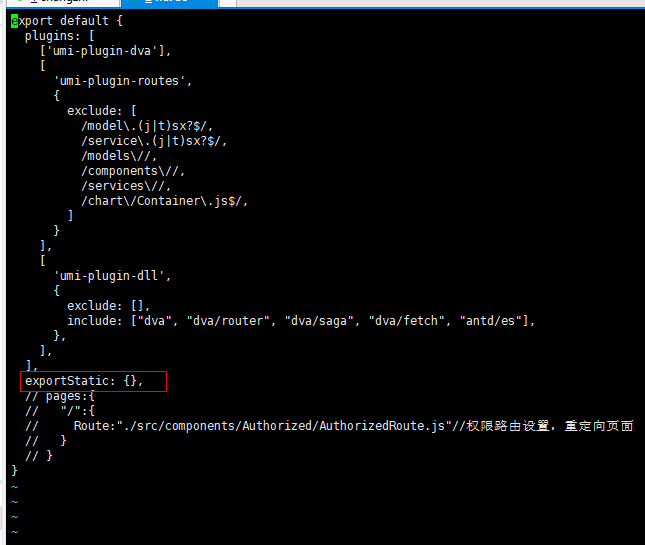 export default {
  plugins: [
    ['umi-plugin-dva'],
    [
      'umi-plugin-routes',
      {
        exclude: [
          /model\.(j|t)sx?$/,
          /service\.(j|t)sx?$/,
          /models\//,
          /components\//,
          /services\//,
          /chart\/Container\.js$/,
        ]
      }
    ],
    [
      'umi-plugin-dll',
      {
        exclude: [],
        include: ["dva", "dva/router", "dva/saga", "dva/fetch", "antd/es"],
      },
    ],
  ],
  exportStatic: {},
  // pages:{
  //   "/":{
  //     Route:"./src/components/Authorized/AuthorizedRoute.js"//权限路由设置, 重定向页面
  //   }
  // }
}
~
~
~
~